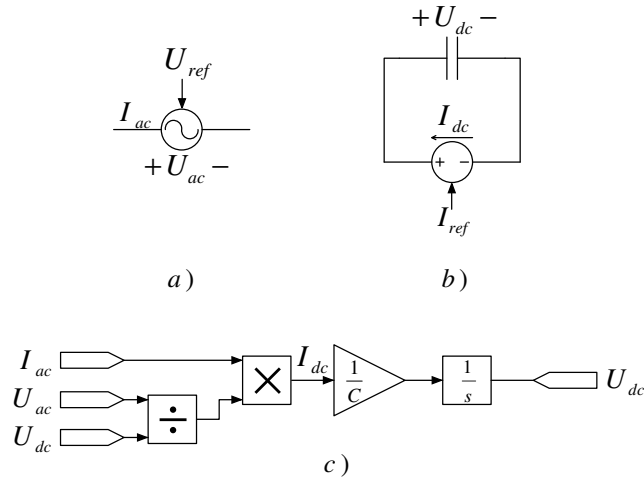 U_ref
I_ac
+ U_ac −
a )
+ U_dc −
I_dc
+ −
I_ref
b )
I_ac
U_ac
U_dc
÷
×
I_dc
1/C
1/s
U_dc
c )